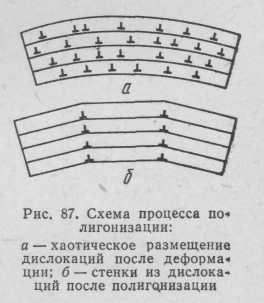 а
б
Рис. 87. Схема процесса по-
лигонизации:
а — хаотическое размещение
дислокаций после деформа-
ции; б — стенки из дислока-
ций после полигонизации